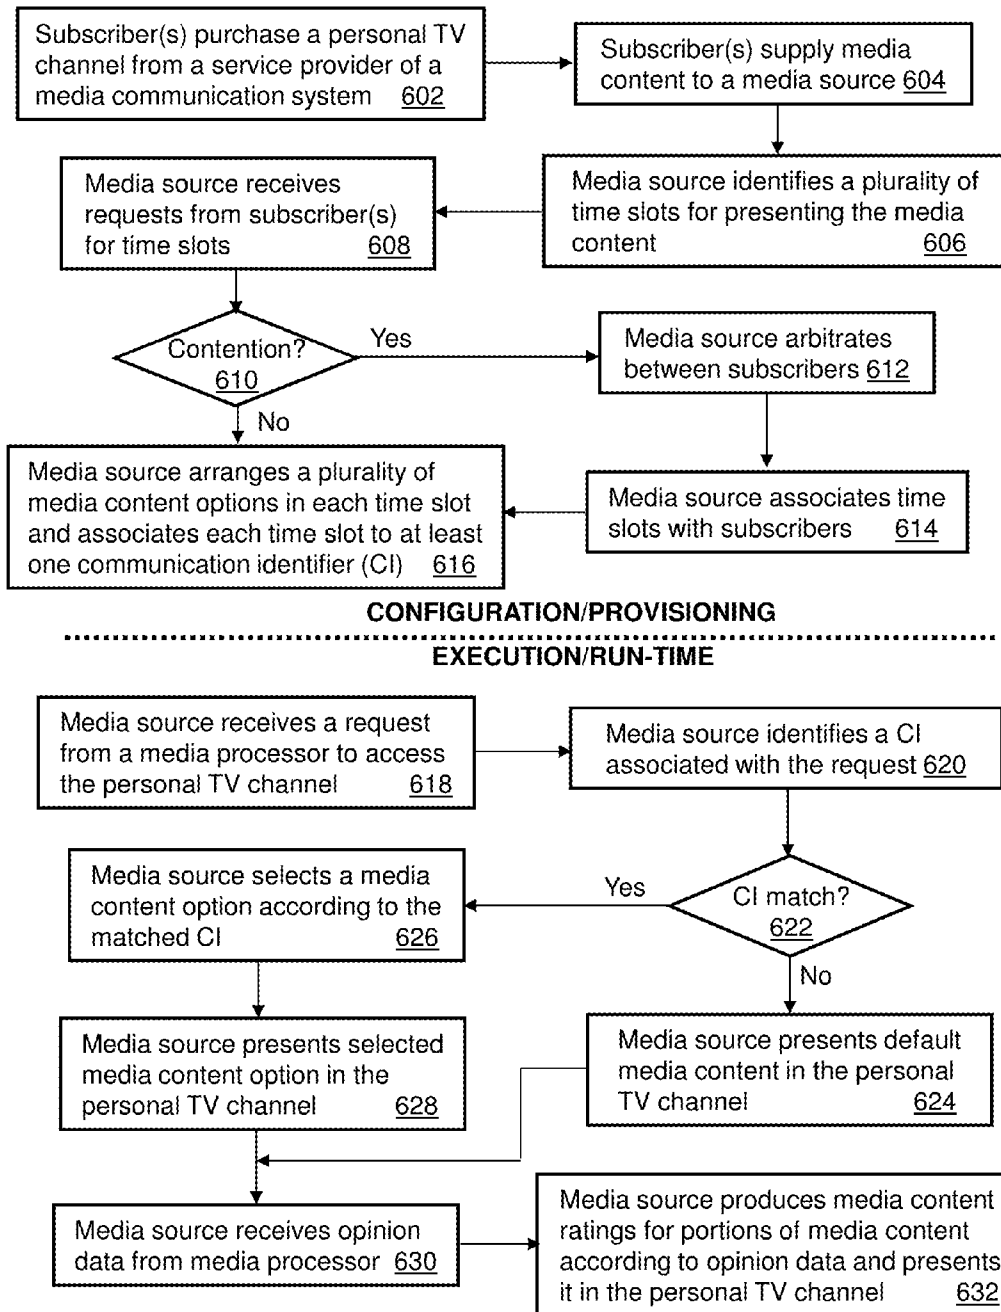 Subscriber(s) purchase a personal TV
channel from a service provider of a
media communication system 602
Subscriber(s) supply media
content to a media source 604
Media source identifies a plurality of
time slots for presenting the media
content 606
Media source receives
requests from subscriber(s)
for time slots 608
Contention?
610
Yes
No
Media source arbitrates
between subscribers 612
Media source associates time
slots with subscribers 614
Media source arranges a plurality of
media content options in each time slot
and associates each time slot to at least
one communication identifier (CI) 616
CONFIGURATION/PROVISIONING
EXECUTION/RUN-TIME
Media source receives a request
from a media processor to access
the personal TV channel 618
Media source identifies a CI
associated with the request 620
CI match?
622
Yes
No
Media source selects a media
content option according to the
matched CI 626
Media source presents default
media content in the personal
TV channel 624
Media source presents selected
media content option in the
personal TV channel 628
Media source receives opinion
data from media processor 630
Media source produces media content
ratings for portions of media content
according to opinion data and presents
it in the personal TV channel 632